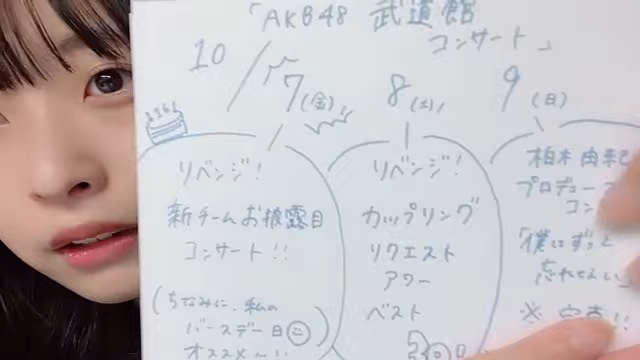 「AKB48 武道館
コンサート」
10/7(金)
リベンジ!
新チームお披露目
コンサート!!
(ちなみに、私の
バースデー日
オススメ〜!!
8(土)
リベンジ!
カップリング
リクエスト
アワー
ベスト
9(日)
柏木由紀
プロデュース
コン
「僕にずっと
忘れてない」
※ !!